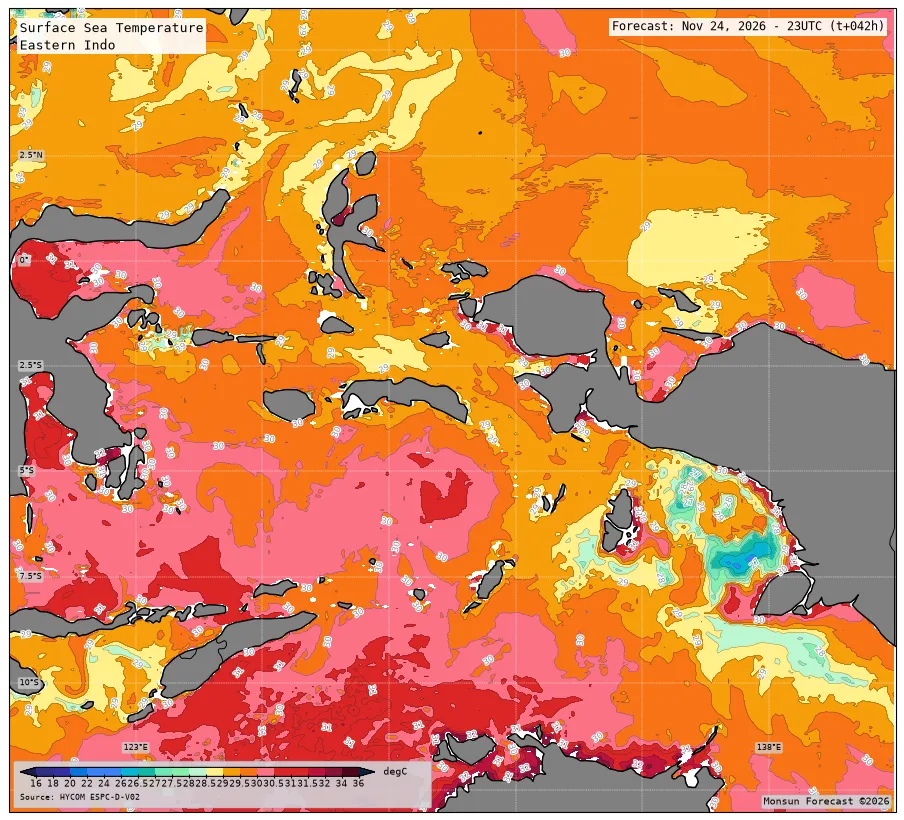 Surface Sea Temperature
Eastern Indo
Forecast: Nov 24, 2026 - 23UTC (t+042h)
2.5°N
0°
2.5°S
5°S
7.5°S
10°S
123°E
138°E
degC
16 18 20 22 24 26 26.5 27 27.5 28 28.5 29 29.5 30 30.5 31 31.5 32 34 36
Source: HYCOM ESPC-D-V02
Monsun Forecast ©2026